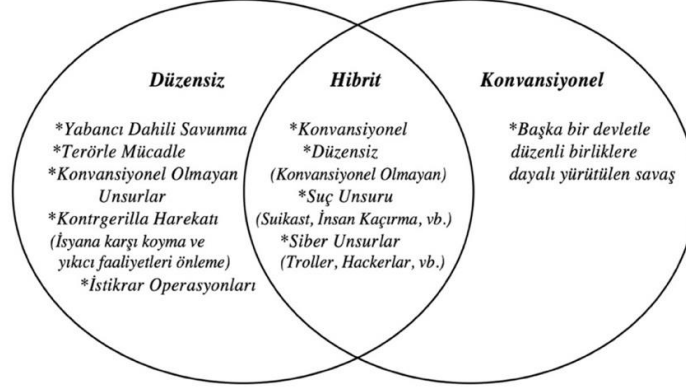 Düzensiz
*Yabancı Dahili Savunma
*Terörle Mücadle
*Konvansiyonel Olmayan
Unsurlar
*Kontrgerilla Harekatı
(İsyana karşı koyma ve
yıkıcı faaliyetleri önleme)
*İstikrar Operasyonları
Hibrit
*Konvansiyonel
*Düzensiz
(Konvansiyonel Olmayan)
*Suç Unsuru
(Suikast, İnsan Kaçırma, vb.)
*Siber Unsurlar
(Troller, Hackerlar, vb.)
Konvansiyonel
*Başka bir devletle
düzenli birliklere
dayalı yürütülen savaş